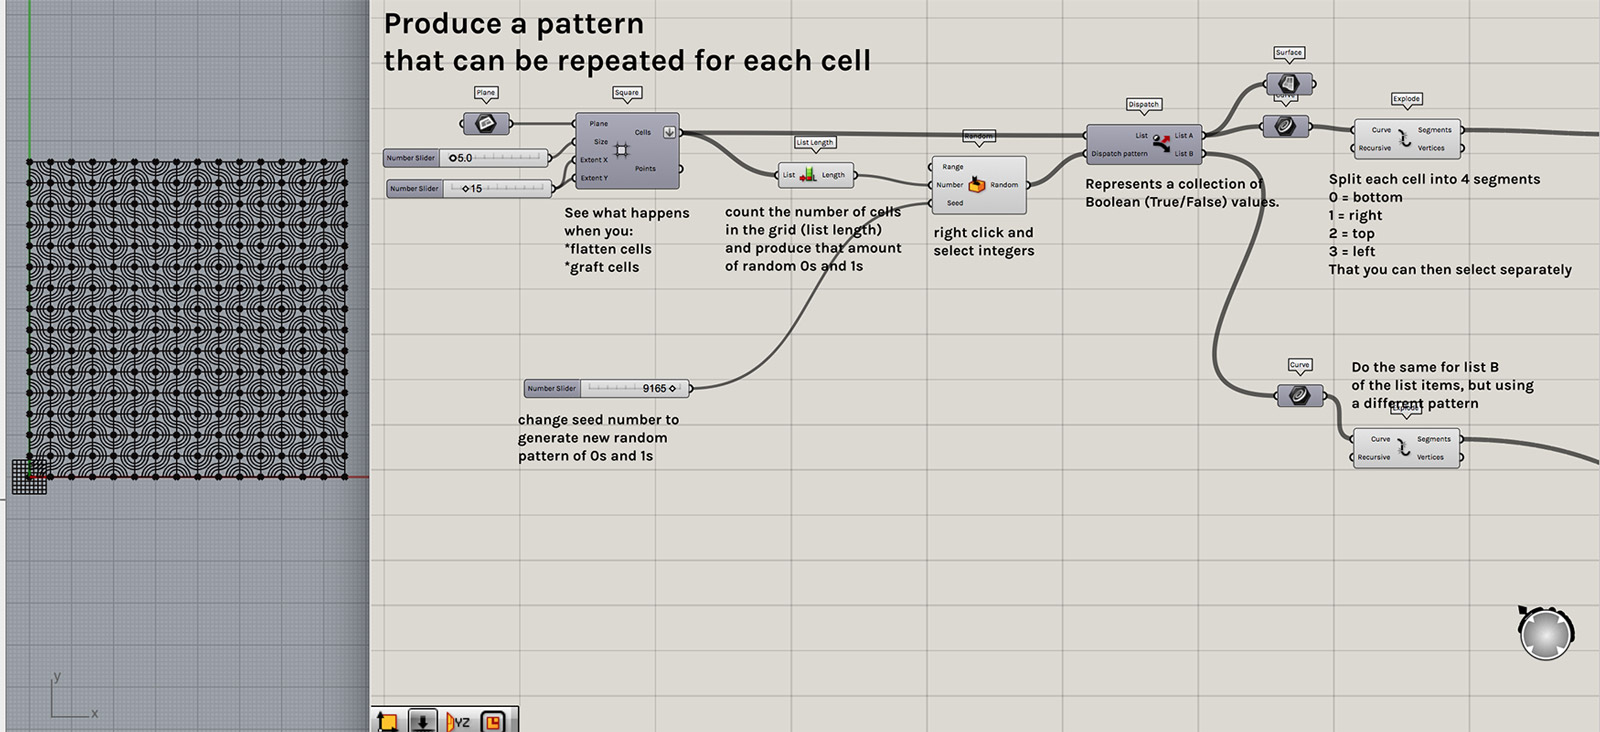 Produce a pattern
that can be repeated for each cell
Plane
Square
Plane
Size
Extent X
Extent Y
Cells
Points
Number Slider 5.0
Number Slider 15
See what happens
when you:
*flatten cells
*graft cells
List Length
List Length
count the number of cells
in the grid (list length)
and produce that amount
of random 0s and 1s
Random
Range
Number
Seed
Random
right click and
select integers
Number Slider 9165
change seed number to
generate new random
pattern of 0s and 1s
Dispatch
List
Dispatch pattern
List A
List B
Represents a collection of
Boolean (True/False) values.
Surface
Curve
Explode
Curve Segments
Recursive Vertices
Split each cell into 4 segments
0 = bottom
1 = right
2 = top
3 = left
That you can then select separately
Curve
Do the same for list B
of the list items, but using
a different pattern
Explode
Curve Segments
Recursive Vertices
y
x
YZ